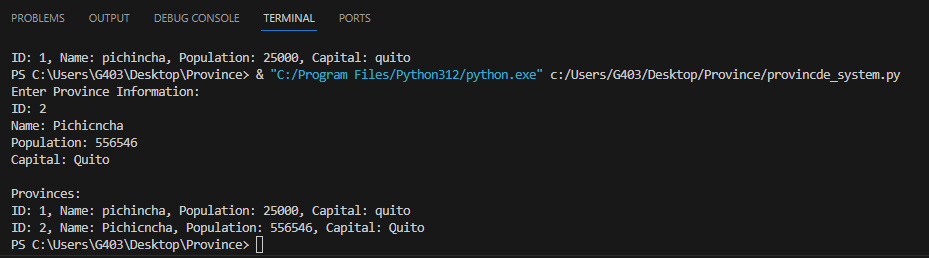 PROBLEMS OUTPUT DEBUG CONSOLE TERMINAL PORTS
ID: 1, Name: pichincha, Population: 25000, Capital: quito
PS C:\Users\G403\Desktop\Province> & "C:/Program Files/Python312/python.exe" c:/Users/G403/Desktop/Province/provincde_system.py
Enter Province Information:
ID: 2
Name: Pichicncha
Population: 556546
Capital: Quito
Provinces:
ID: 1, Name: pichincha, Population: 25000, Capital: quito
ID: 2, Name: Pichicncha, Population: 556546, Capital: Quito
PS C:\Users\G403\Desktop\Province>